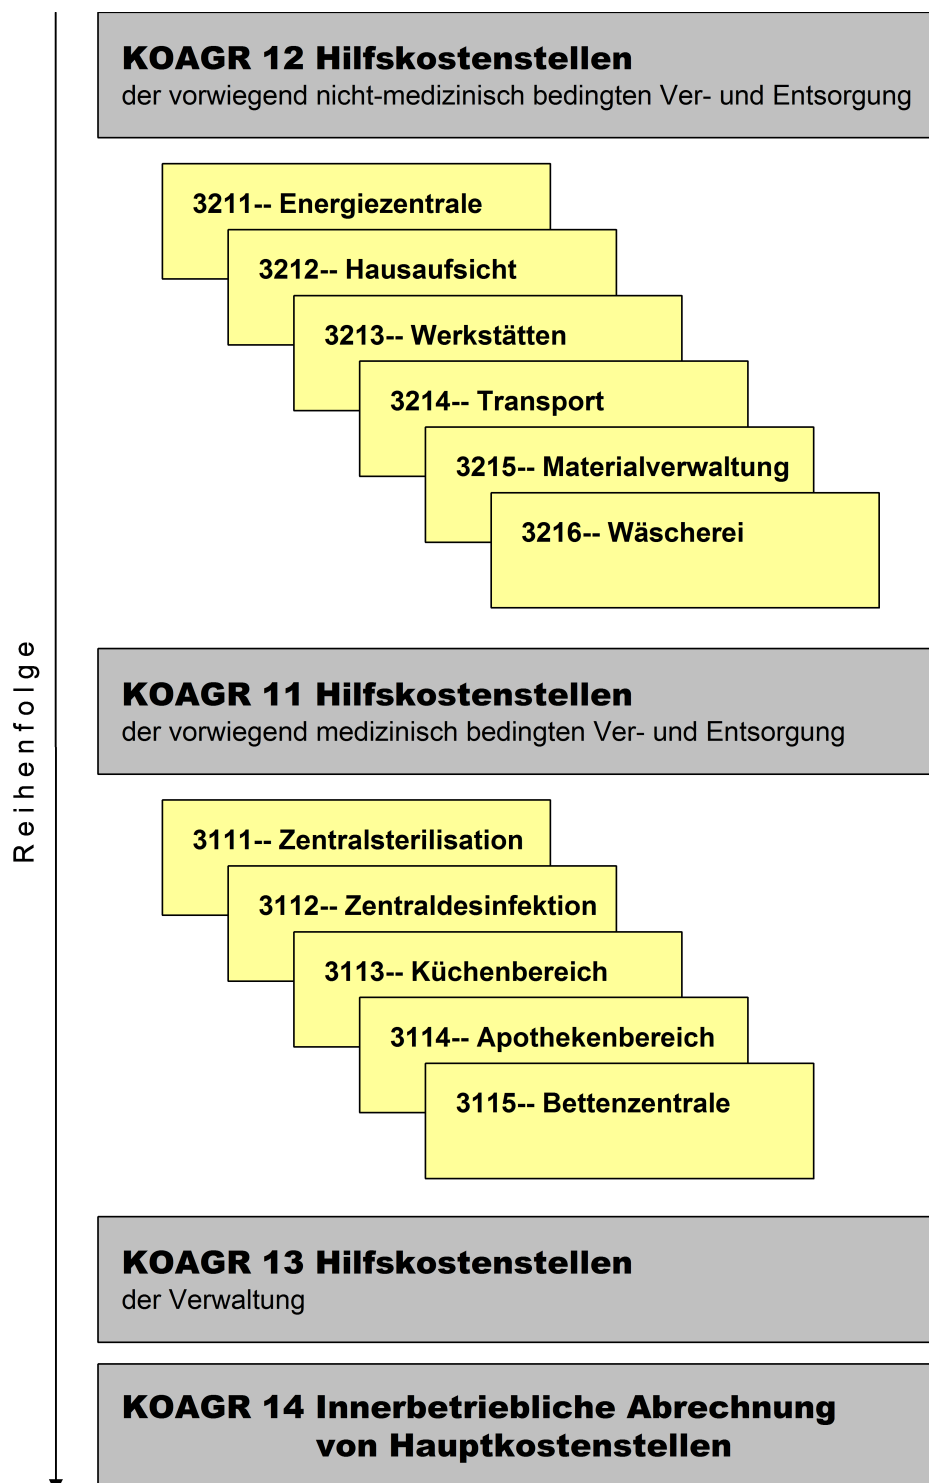 KOAGR 12 Hilfskostenstellen
der vorwiegend nicht-medizinisch bedingten Ver- und Entsorgung
3211-- Energiezentrale
3212-- Hausaufsicht
3213-- Werkstätten
3214-- Transport
3215-- Materialverwaltung
3216-- Wäscherei
Reihenfolge
KOAGR 11 Hilfskostenstellen
der vorwiegend medizinisch bedingten Ver- und Entsorgung
3111-- Zentralsterilisation
3112-- Zentraldesinfektion
3113-- Küchenbereich
3114-- Apothekenbereich
3115-- Bettenzentrale
KOAGR 13 Hilfskostenstellen
der Verwaltung
KOAGR 14 Innerbetriebliche Abrechnung
von Hauptkostenstellen